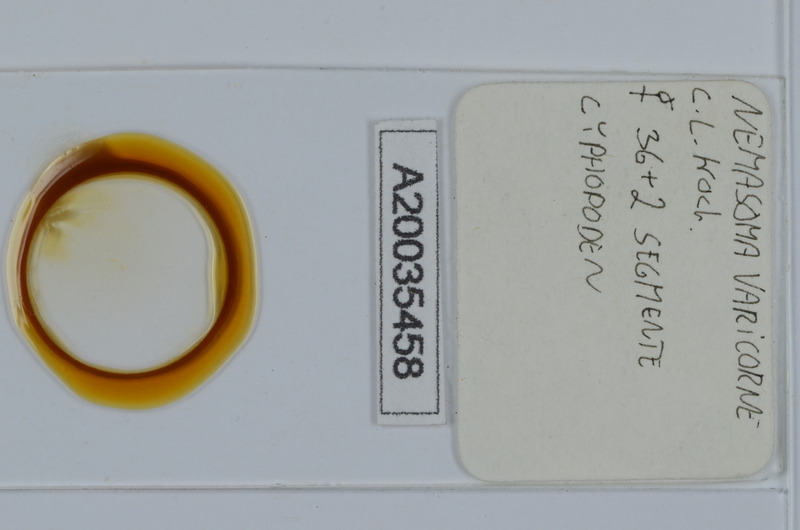 NEMASOMA VARICORNE
C.L. Koch.
♀ 36+2 SEGMENTE
CYPHOPODEN
A20035458